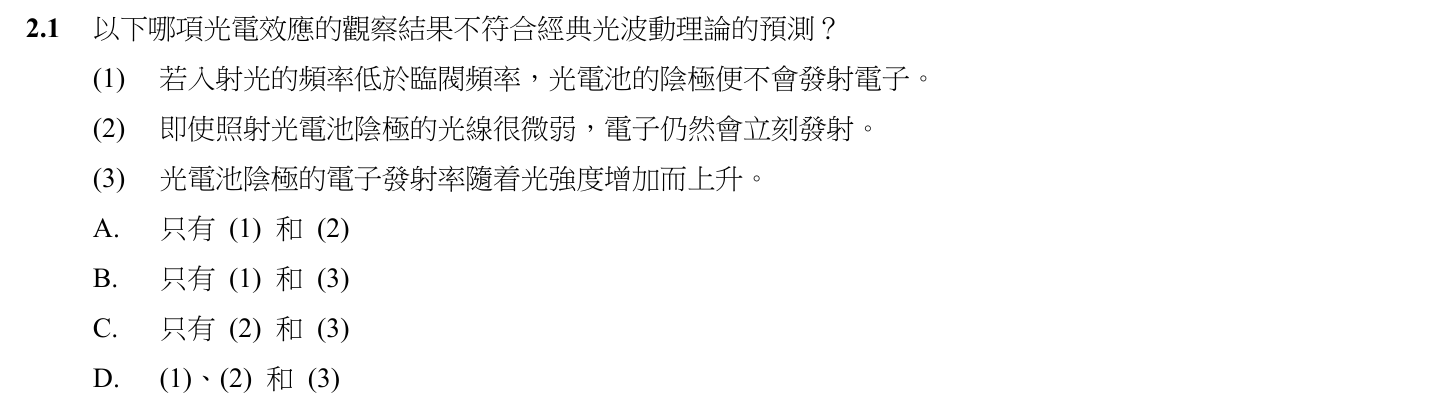 2.1 以下哪項光電效應的觀察結果不符合經典光波動理論的預測？
(1) 若入射光的頻率低於臨閾頻率，光電池的陰極便不會發射電子。
(2) 即使照射光電池陰極的光線很微弱，電子仍然會立刻發射。
(3) 光電池陰極的電子發射率隨着光強度增加而上升。
A. 只有 (1) 和 (2)
B. 只有 (1) 和 (3)
C. 只有 (2) 和 (3)
D. (1)、(2) 和 (3)